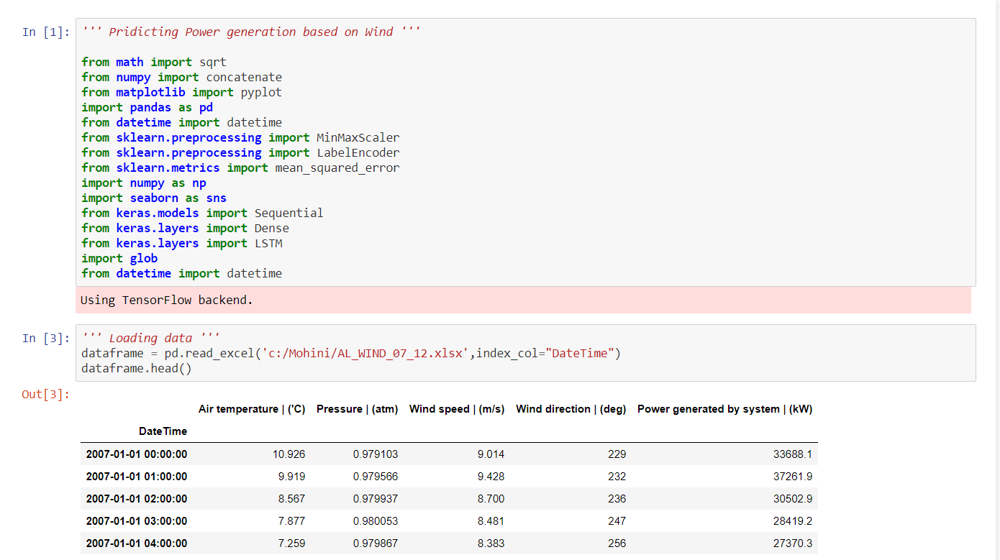 In [1]: ''' Pridicting Power generation based on Wind '''
from math import sqrt
from numpy import concatenate
from matplotlib import pyplot
import pandas as pd
from datetime import datetime
from sklearn.preprocessing import MinMaxScaler
from sklearn.preprocessing import LabelEncoder
from sklearn.metrics import mean_squared_error
import numpy as np
import seaborn as sns
from keras.models import Sequential
from keras.layers import Dense
from keras.layers import LSTM
import glob
from datetime import datetime
Using TensorFlow backend.
In [3]: ''' Loading data '''
dataframe = pd.read_excel('c:/Mohini/AL_WIND_07_12.xlsx',index_col="DateTime")
dataframe.head()
Out[3]:
Air temperature | ('C) Pressure | (atm) Wind speed | (m/s) Wind direction | (deg) Power generated by system | (kW)
DateTime
2007-01-01 00:00:00 10.926 0.979103 9.014 229 33688.1
2007-01-01 01:00:00 9.919 0.979566 9.428 232 37261.9
2007-01-01 02:00:00 8.567 0.979937 8.700 236 30502.9
2007-01-01 03:00:00 7.877 0.980053 8.481 247 28419.2
2007-01-01 04:00:00 7.259 0.979867 8.383 256 27370.3